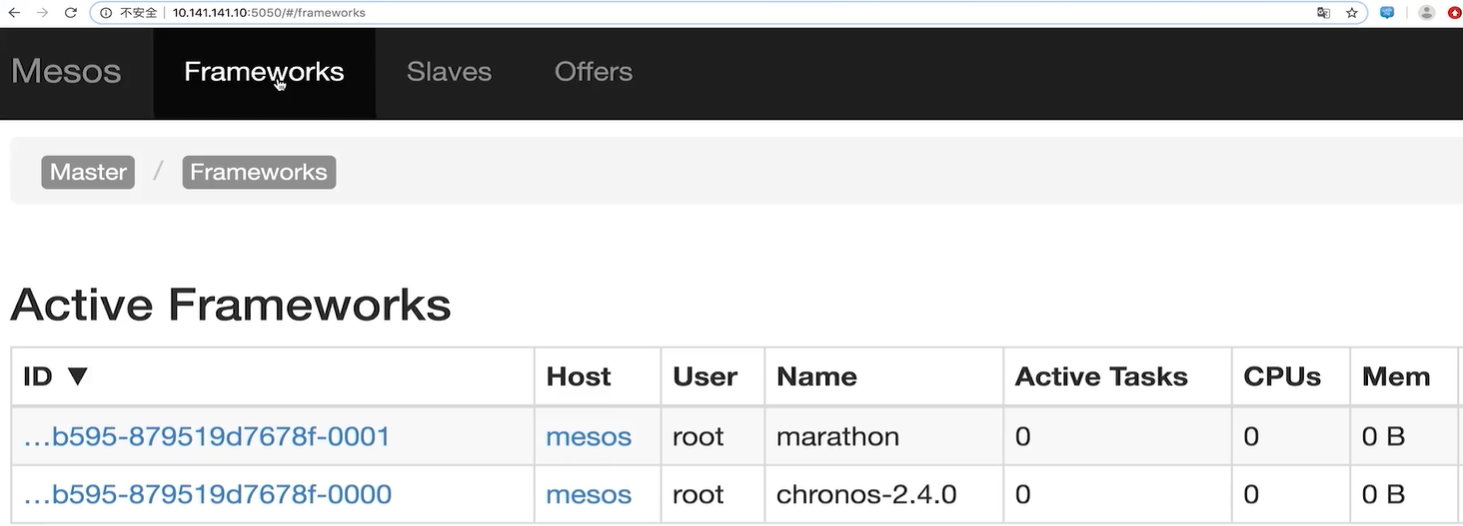 不安全 10.141.141.10:5050/#/frameworks
Mesos Frameworks Slaves Offers
Master / Frameworks
Active Frameworks
ID ▼ Host User Name Active Tasks CPUs Mem
...b595-879519d7678f-0001 mesos root marathon 0 0 0 B
...b595-879519d7678f-0000 mesos root chronos-2.4.0 0 0 0 B